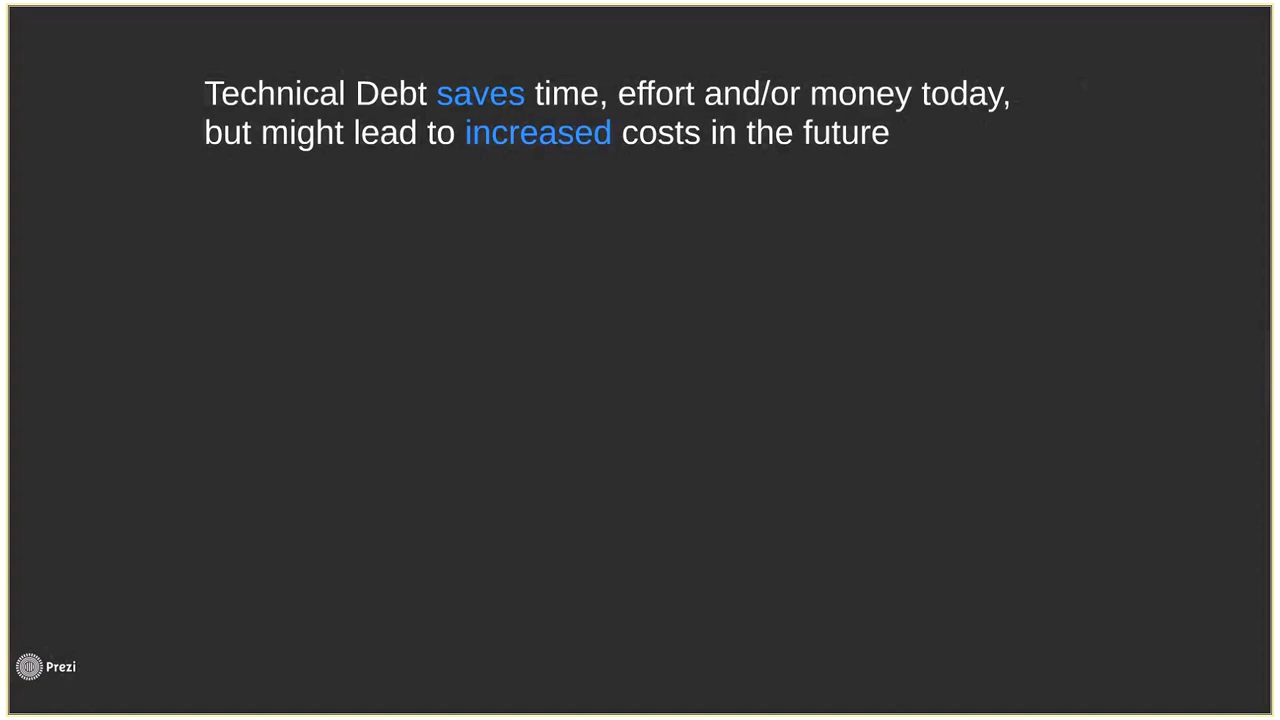 Technical Debt saves time, effort and/or money today,
but might lead to increased costs in the future
Prezi